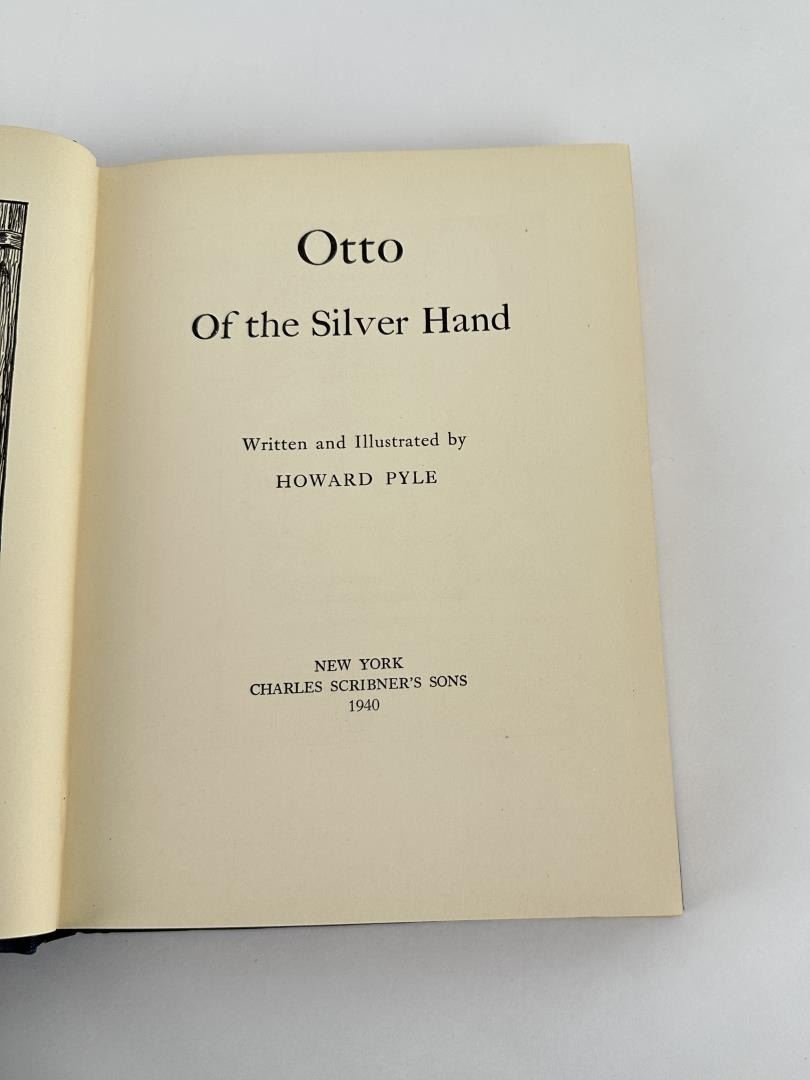 Otto
Of the Silver Hand
Written and Illustrated by
HOWARD PYLE
NEW YORK
CHARLES SCRIBNER'S SONS
1940